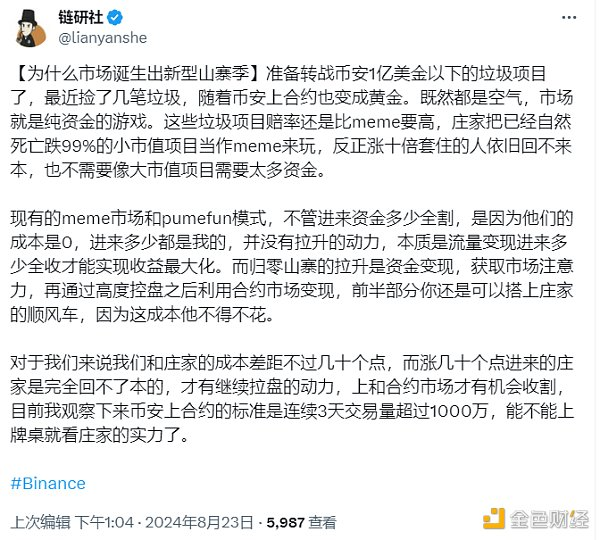 链研社
@lianyanshe
【为什么市场诞生出新型山寨季】准备转战币安1亿美金以下的垃圾项目
了，最近捡了几笔垃圾，随着币安上合约也变成黄金。既然都是空气，市场
就是纯资金的游戏。这些垃圾项目赔率还是比meme要高，庄家把已经自然
死亡跌99%的小市值项目当作meme来玩，反正涨十倍套住的人依旧回不来
本，也不需要像大市值项目需要太多资金。
现有的meme市场和pumefun模式，不管进来资金多少全割，是因为他们的
成本是0，进来多少都是我的，并没有拉升的动力，本质是流量变现进来多
少全收才能实现收益最大化。而归零山寨的拉升是资金变现，获取市场注意
力，再通过高度控盘之后利用合约市场变现，前半部分你还是可以搭上庄家
的顺风车，因为这成本他不得不花。
对于我们来说我们和庄家的成本差距不过几十个点，而涨几十个点进来的庄
家是完全回不了本的，才有继续拉盘的动力，上和合约市场才有机会收割，
目前我观察下来币安上合约的标准是连续3天交易量超过1000万，能不能上
牌桌就看庄家的实力了。
#Binance
上次编辑 下午1:04 · 2024年8月23日 · 5,987 查看
金色财经